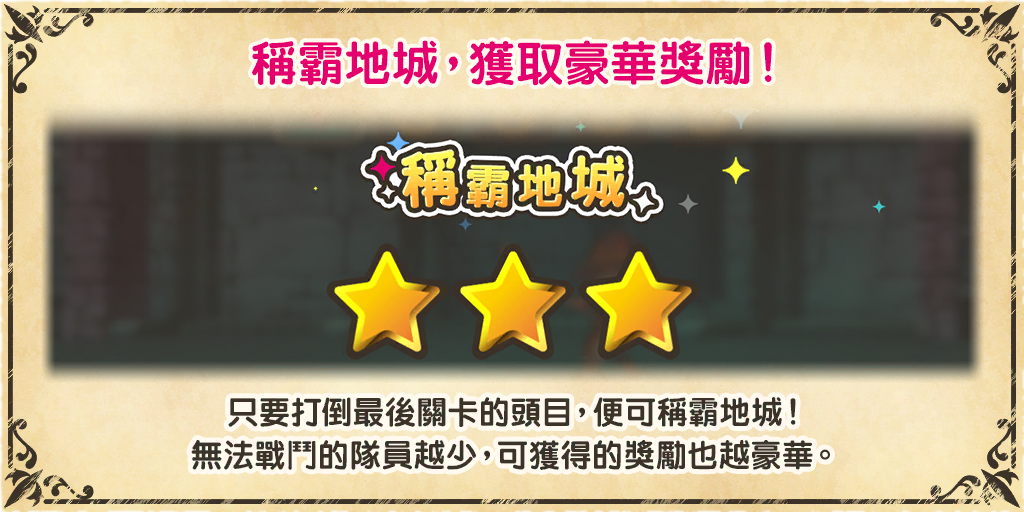 稱霸地城，獲取豪華獎勵！
稱霸地城
只要打倒最後關卡的頭目，便可稱霸地城！
無法戰鬥的隊員越少，可獲得的獎勵也越豪華。